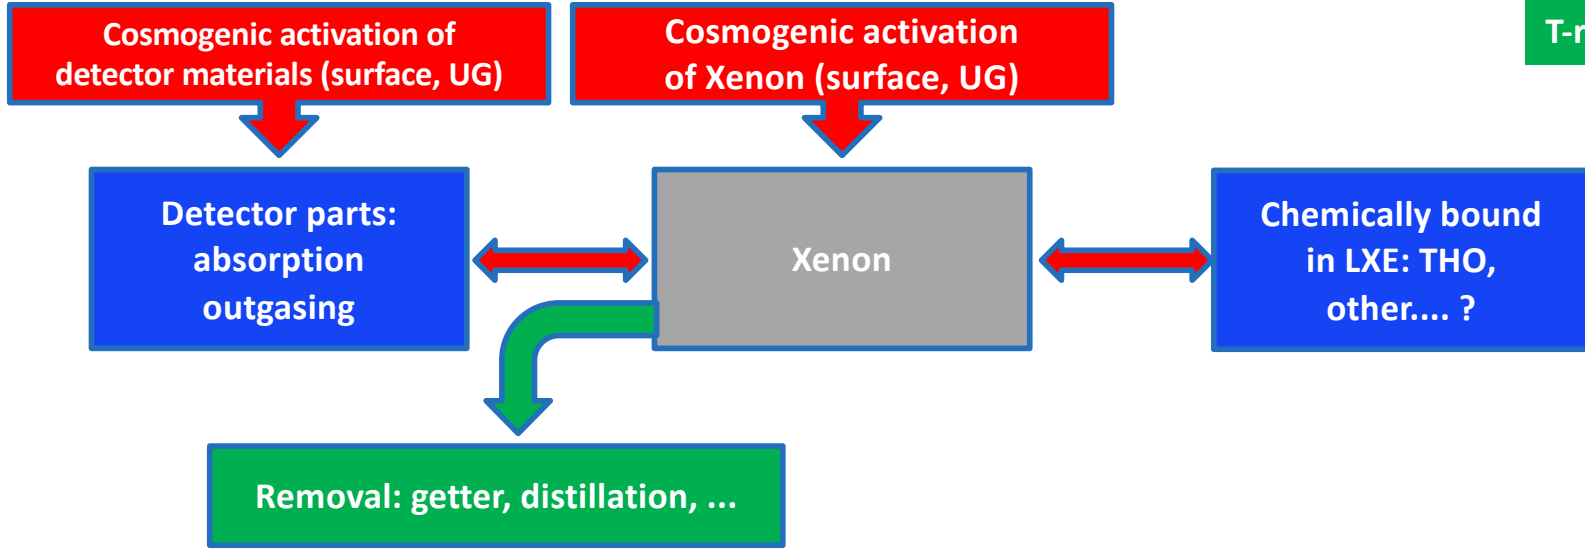 Cosmogenic activation of
detector materials (surface, UG)
Cosmogenic activation
of Xenon (surface, UG)
Detector parts:
absorption
outgasing
Xenon
Chemically bound
in LXE: THO,
other.... ?
Removal: getter, distillation, ...